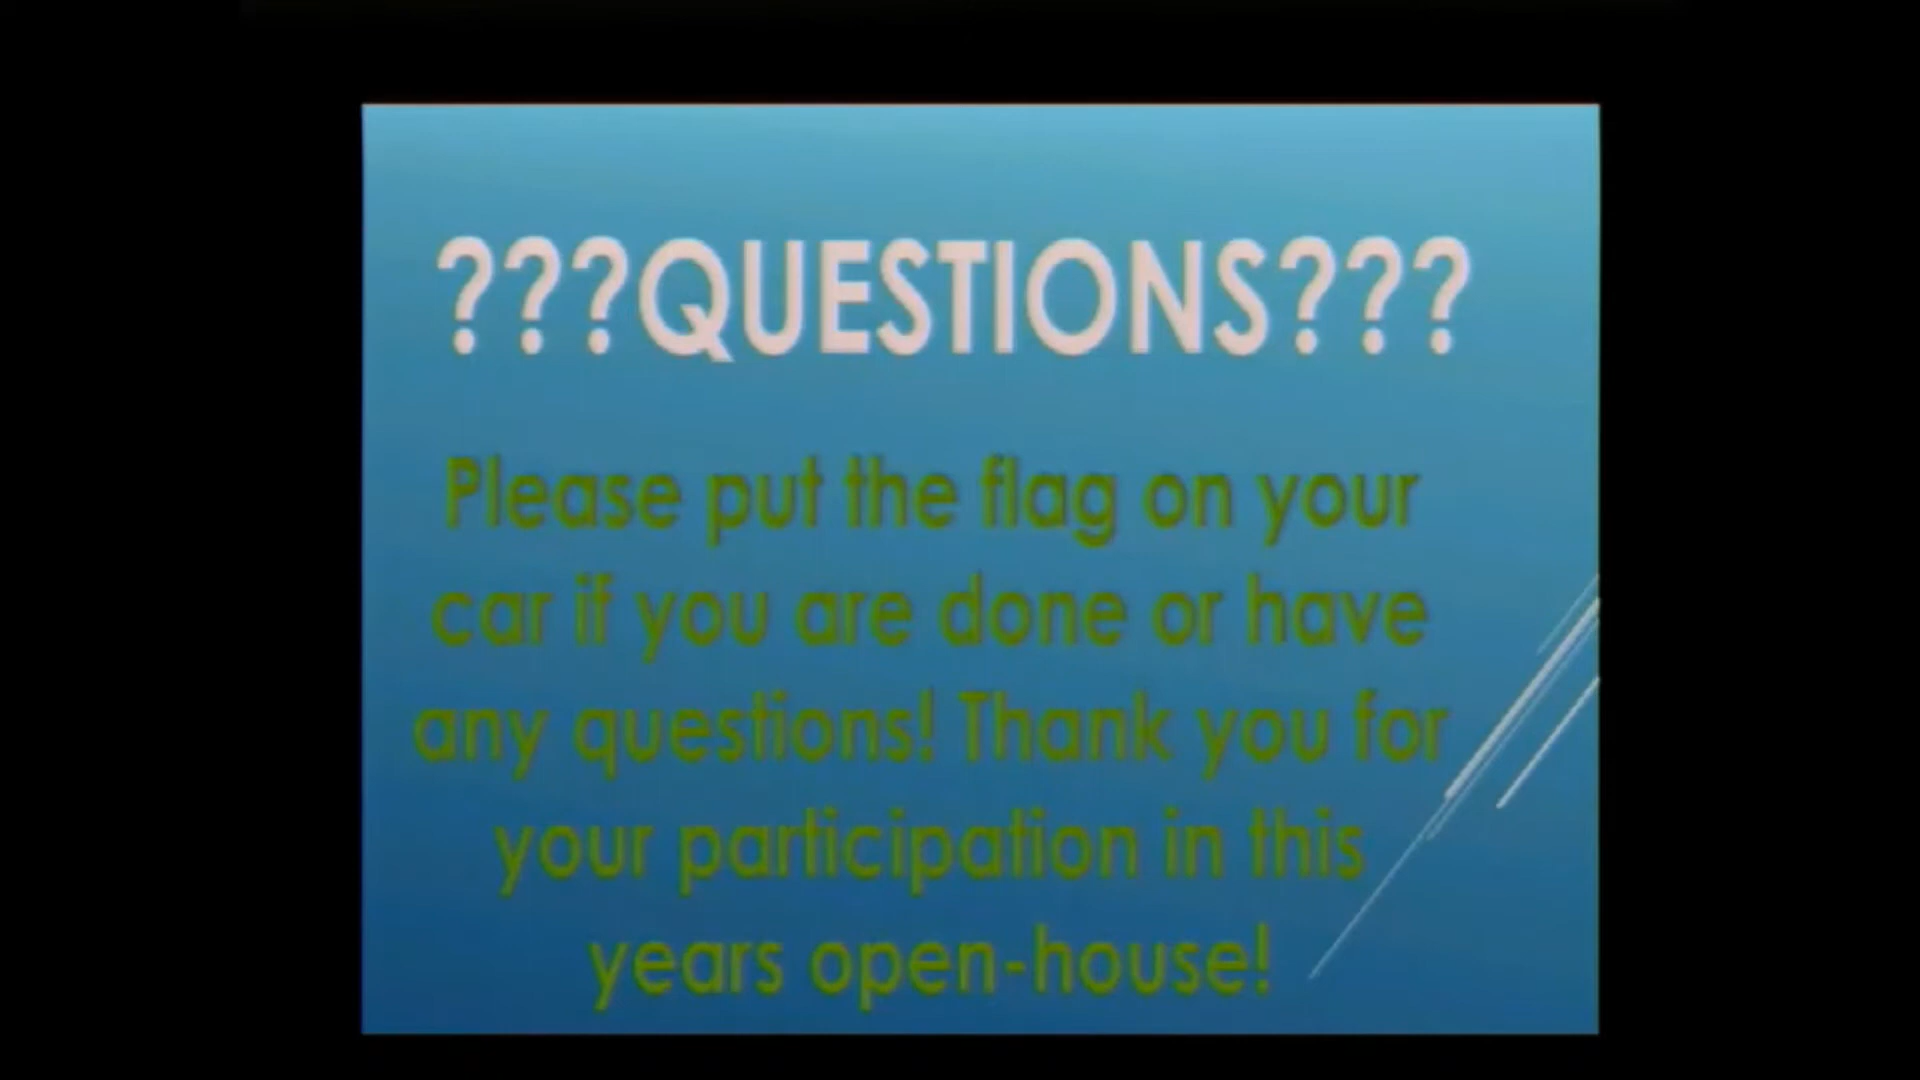 ???QUESTIONS???
Please put the flag on your
car if you are done or have
any questions! Thank you for
your participation in this
years open-house!